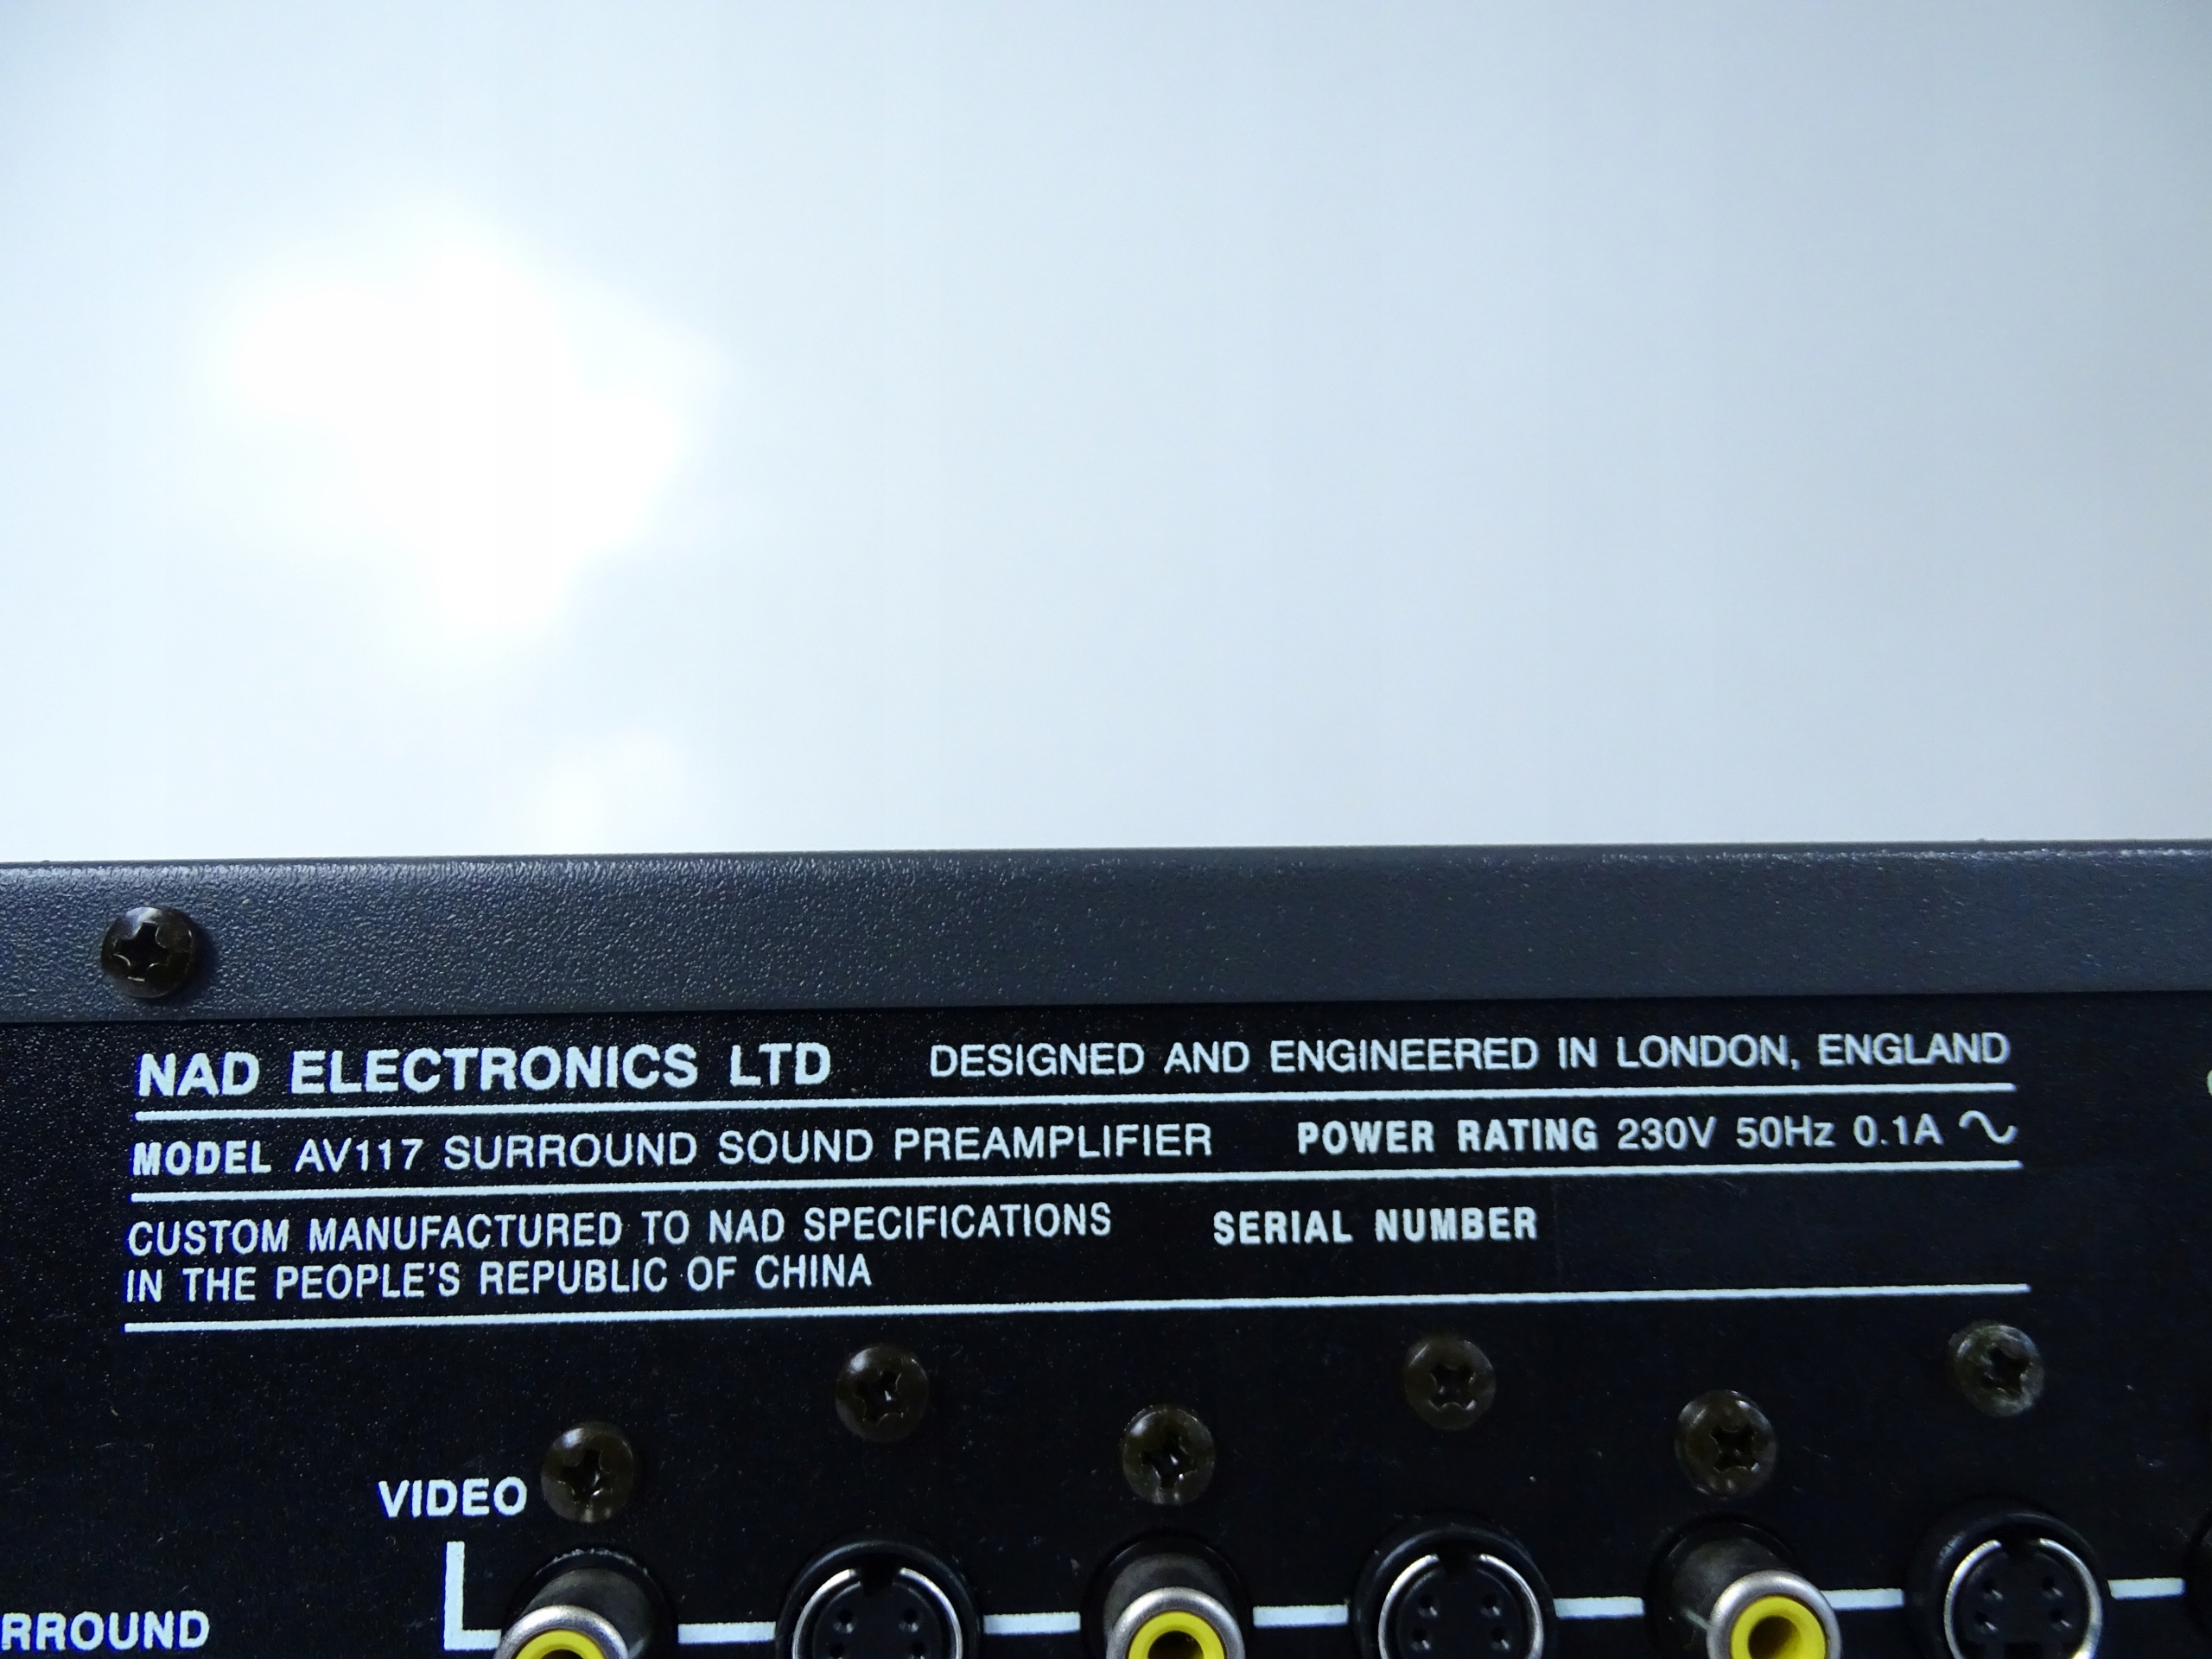 NAD ELECTRONICS LTD DESIGNED AND ENGINEERED IN LONDON, ENGLAND
MODEL AV117 SURROUND SOUND PREAMPLIFIER POWER RATING 230V 50Hz 0.1A ~
CUSTOM MANUFACTURED TO NAD SPECIFICATIONS SERIAL NUMBER
IN THE PEOPLE'S REPUBLIC OF CHINA
VIDEO
RROUND